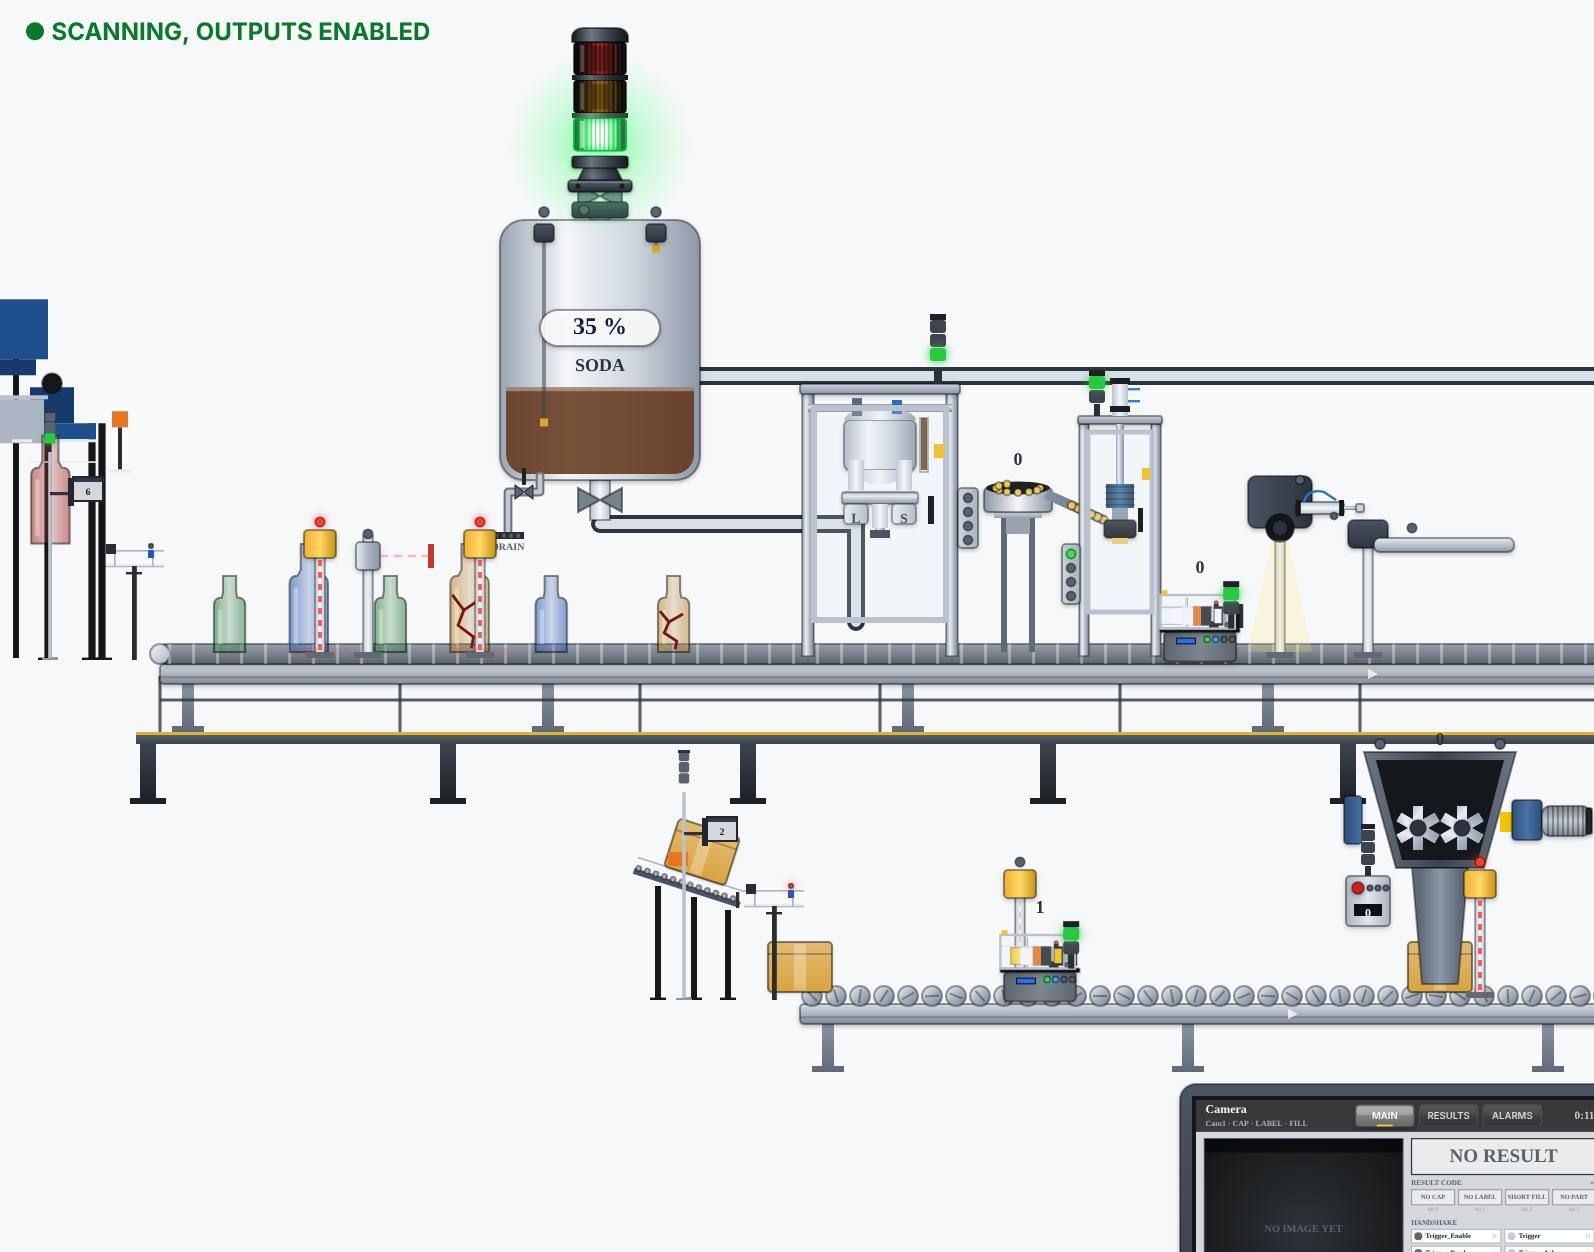 SCANNING, OUTPUTS ENABLED
35 %
SODA
6
DRAIN
L
S
0
0
0
2
1
0
Camera
Cam1 · CAP · LABEL · FILL
MAIN
RESULTS
ALARMS
0:11
NO RESULT
RESULT CODE
NO CAP
NO LABEL
SHORT FILL
NO PART
HANDSHAKE
Trigger_Enable
Trigger
NO IMAGE YET